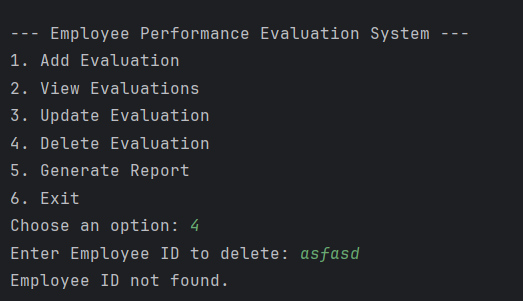 --- Employee Performance Evaluation System ---
1. Add Evaluation
2. View Evaluations
3. Update Evaluation
4. Delete Evaluation
5. Generate Report
6. Exit
Choose an option: 4
Enter Employee ID to delete: asfasd
Employee ID not found.